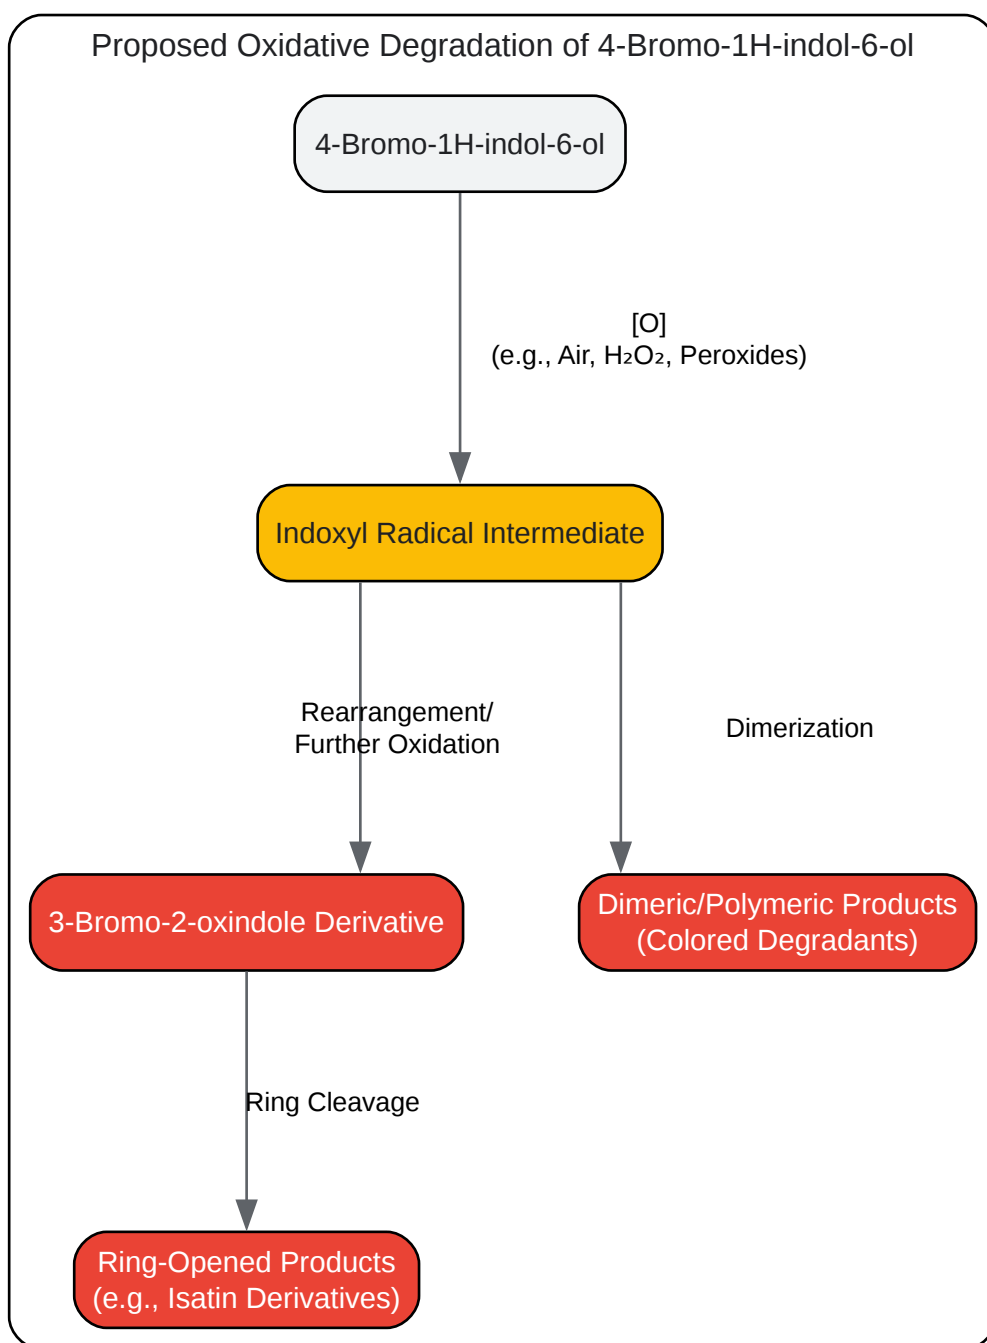 Proposed Oxidative Degradation of 4-Bromo-1H-indol-6-ol
4-Bromo-1H-indol-6-ol
[O]
(e.g., Air, H₂O₂, Peroxides)
Indoxyl Radical Intermediate
Rearrangement/
Further Oxidation
Dimerization
3-Bromo-2-oxindole Derivative
Dimeric/Polymeric Products
(Colored Degradants)
Ring Cleavage
Ring-Opened Products
(e.g., Isatin Derivatives)